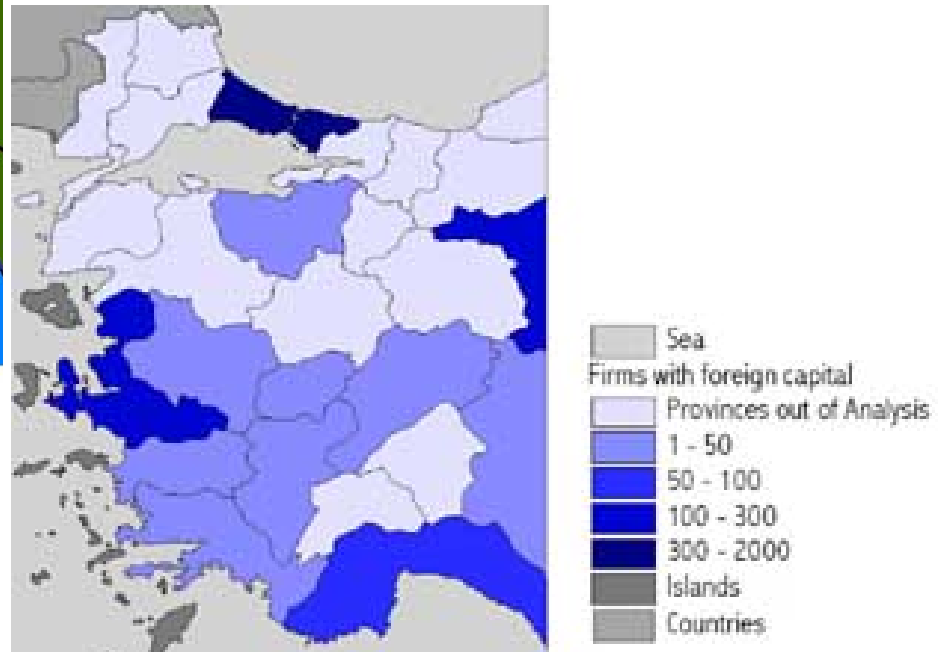 Sea
Firms with foreign capital
Provinces out of Analysis
1 - 50
50 - 100
100 - 300
300 - 2000
Islands
Countries